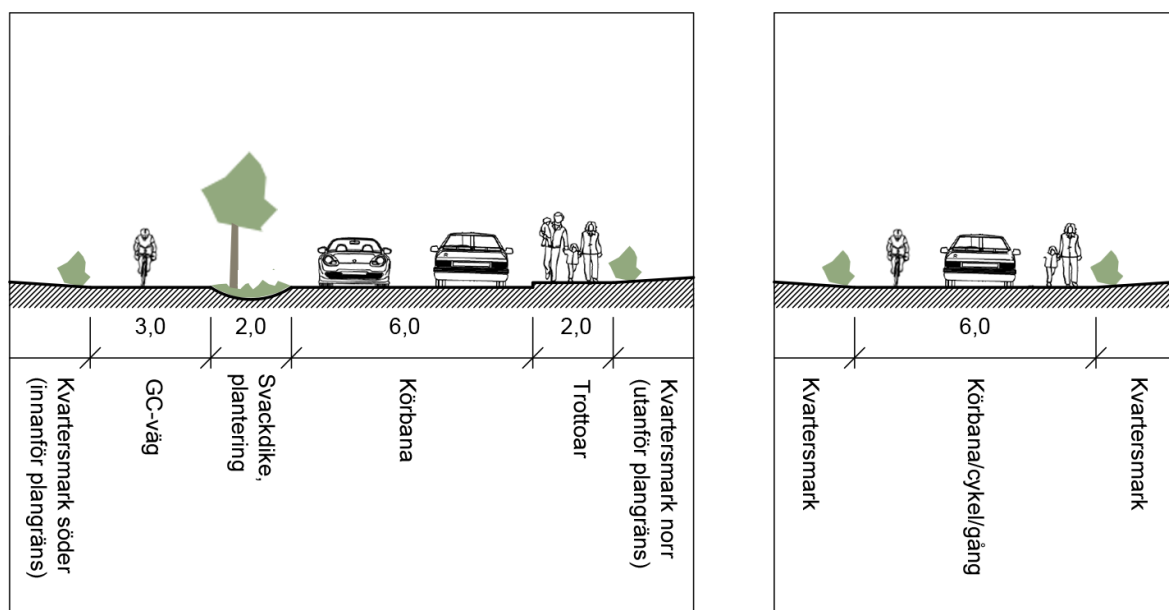 3,0
2,0
6,0
2,0
Kvartersmark söder
(innanför plangräns)
GC-väg
Svackdike,
plantering
Körbana
Trottoar
Kvartersmark norr
(utanför plangräns)
6,0
Kvartersmark
Körbana/cykel/gång
Kvartersmark